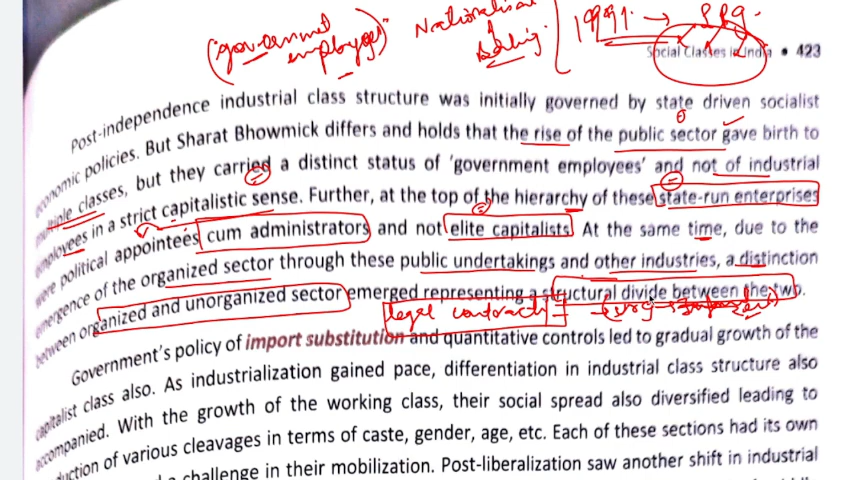 ("government employees") Nationalisa
1991 → LPG.
Banking
Social Classes in India • 423
Post-independence industrial class structure was initially governed by state driven socialist
economic policies. But Sharat Bhowmick differs and holds that the rise of the public sector gave birth to
multiple classes, but they carried a distinct status of 'government employees' and not of industrial
employees in a strict capitalistic sense. Further, at the top of the hierarchy of these state-run enterprises
were political appointees cum administrators and not elite capitalists. At the same time, due to the
emergence of the organized sector through these public undertakings and other industries, a distinction
between organized and unorganized sector emerged representing a structural divide between the two.
legal contract
Government's policy of import substitution and quantitative controls led to gradual growth of the
capitalist class also. As industrialization gained pace, differentiation in industrial class structure also
accompanied. With the growth of the working class, their social spread also diversified leading to
duction of various cleavages in terms of caste, gender, age, etc. Each of these sections had its own
a challenge in their mobilization. Post-liberalization saw another shift in industrial